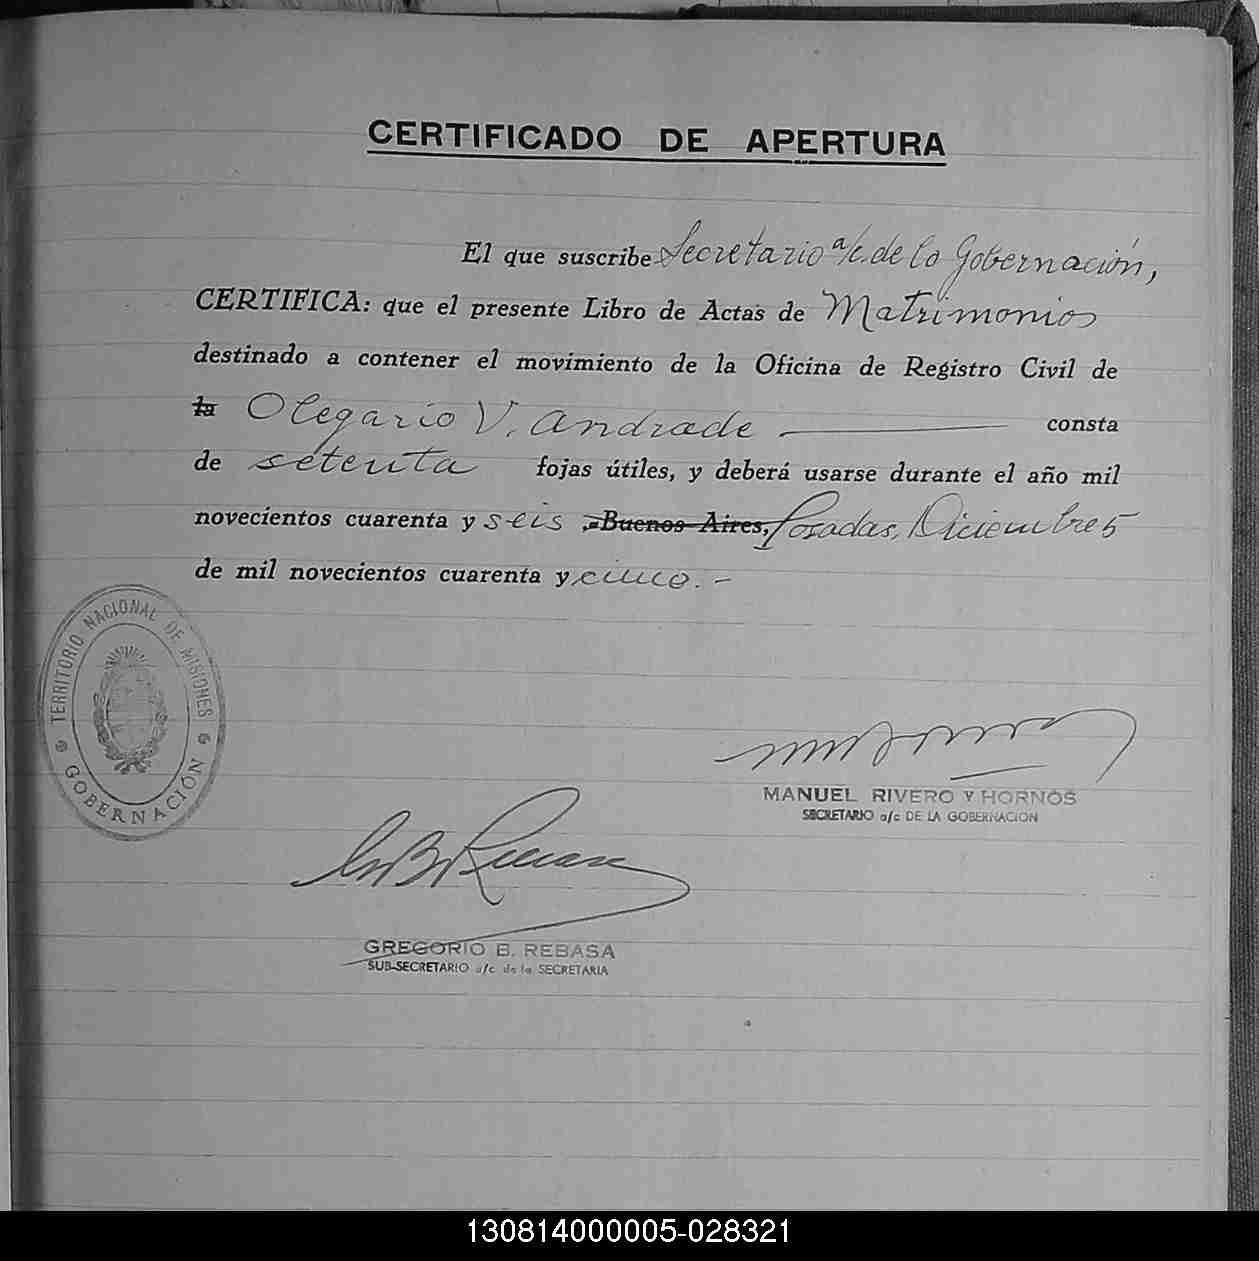 CERTIFICADO DE APERTURA
El que suscribe Secretario a/c. de la Gobernación,
CERTIFICA: que el presente Libro de Actas de Matrimonios
destinado a contener el movimiento de la Oficina de Registro Civil de
la Olegario V. Andrade consta
de setenta fojas útiles, y deberá usarse durante el año mil
novecientos cuarenta y seis .-Buenos Aires, Posadas, Diciembre 5
de mil novecientos cuarenta y cinco. -
TERRITORIO NACIONAL DE MISIONES
GOBERNACIÓN
MANUEL RIVERO Y HORNOS
SECRETARIO a/c DE LA GOBERNACION
GREGORIO B. REBASA
SUB-SECRETARIO a/c de la SECRETARIA
130814000005-028321